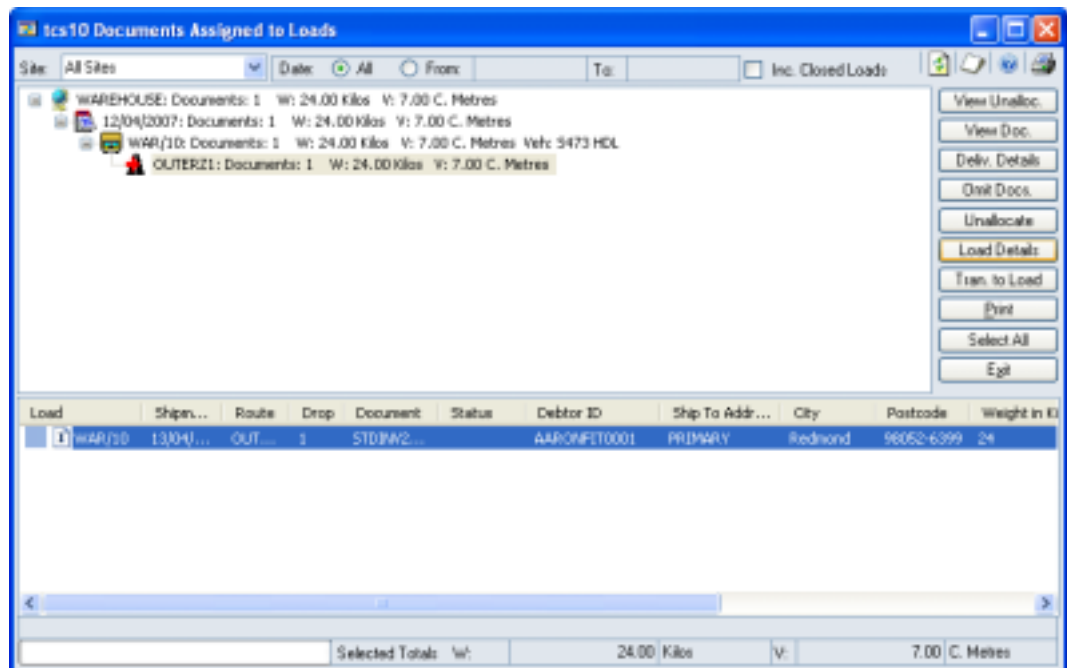 tcs10 Documents Assigned to Loads
Site: All Sites Date: All From: To: Inc. Closed Loads
WAREHOUSE: Documents: 1 W: 24.00 Kilos V: 7.00 C. Metres
12/04/2007: Documents: 1 W: 24.00 Kilos V: 7.00 C. Metres
WAR/10: Documents: 1 W: 24.00 Kilos V: 7.00 C. Metres Veh: S473 HDL
OUTERZ1: Documents: 1 W: 24.00 Kilos V: 7.00 C. Metres
View Unalloc.
View Doc.
Deliv. Details
Omit Docs.
Unallocate
Load Details
Tran. to Load
Print
Select All
Exit
Load Shipm... Route Drop Document Status Debtor ID Ship To Addr... City Postcode Weight in Ki
WAR/10 13/04/... OUT... 1 STDINV2... AARONFIT0001 PRIMARY Redmond 98052-6399 24
Selected Totals W: 24.00 Kilos V: 7.00 C. Metres